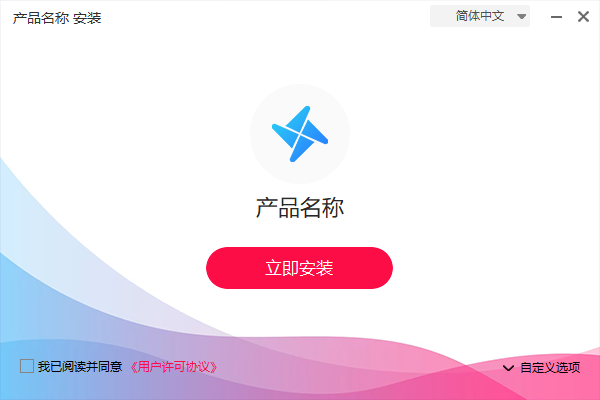 产品名称 安装
简体中文
产品名称
立即安装
我已阅读并同意 《用户许可协议》
自定义选项